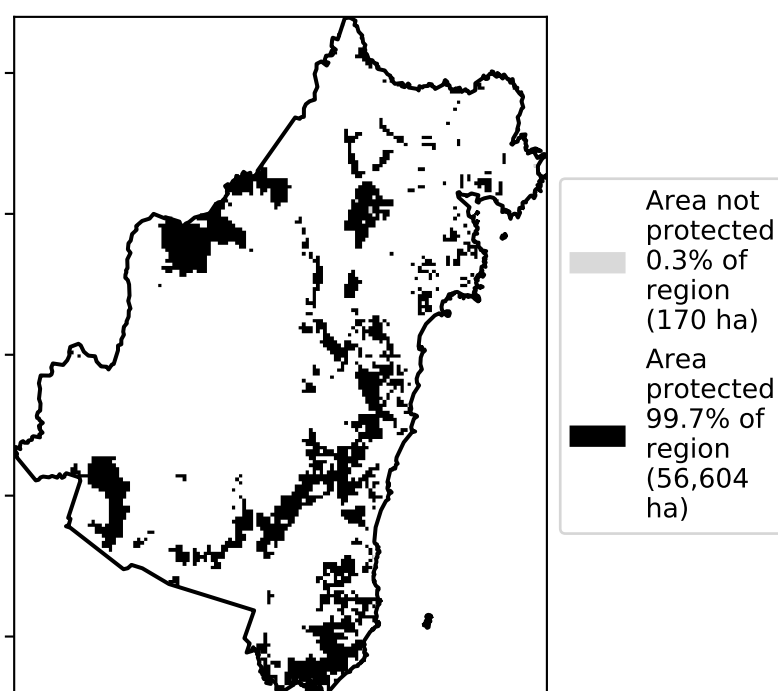 Area not
protected
0.3% of
region
(170 ha)
Area
protected
99.7% of
region
(56,604
ha)